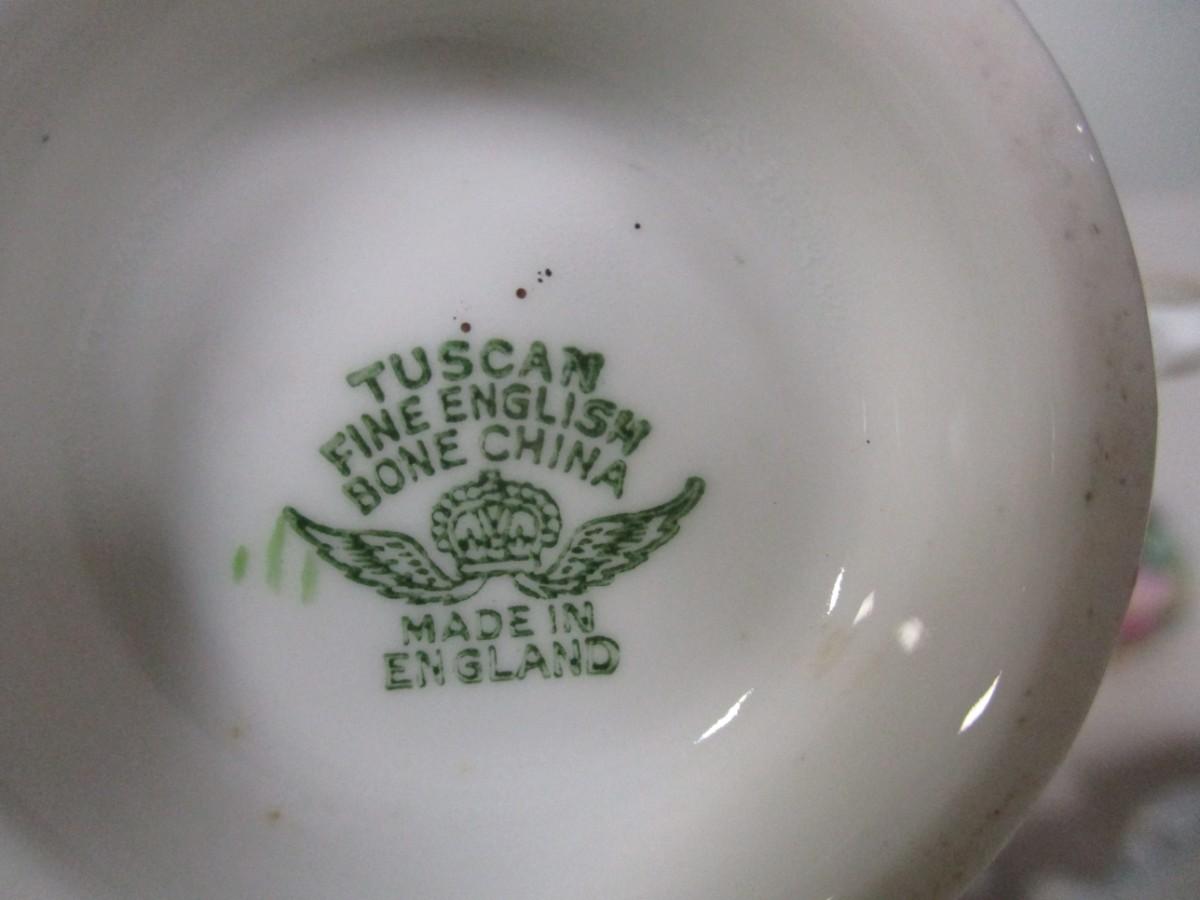 TUSCAN
FINE ENGLISH
BONE CHINA
MADE IN
ENGLAND